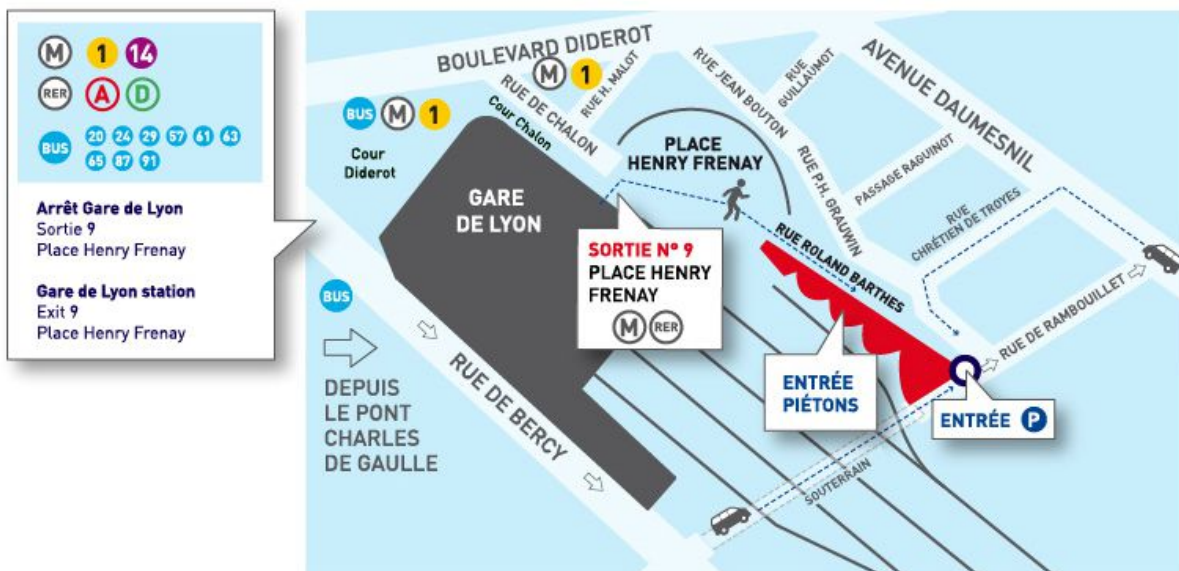 M 1 14
RER A D
BUS 20 24 29 57 61 63
65 87 91
Arrêt Gare de Lyon
Sortie 9
Place Henry Frenay
Gare de Lyon station
Exit 9
Place Henry Frenay
BOULEVARD DIDEROT
M 1
BUS M 1
Cour
Diderot
Cour Chalon
RUE DE CHALON
RUE H. MALOT
RUE JEAN BOUTON
RUE
GUILLAUMOT
AVENUE DAUMESNIL
PLACE
HENRY FRENAY
RUE P.H. GRAUWIN
PASSAGE RAGUINOT
RUE
CHRÉTIEN DE TROYES
GARE
DE LYON
SORTIE N° 9
PLACE HENRY
FRENAY
M RER
RUE ROLAND BARTHES
RUE DE RAMBOUILLET
BUS
DEPUIS
LE PONT
CHARLES
DE GAULLE
RUE DE BERCY
ENTRÉE
PIÉTONS
ENTRÉE P
SOUTERRAIN